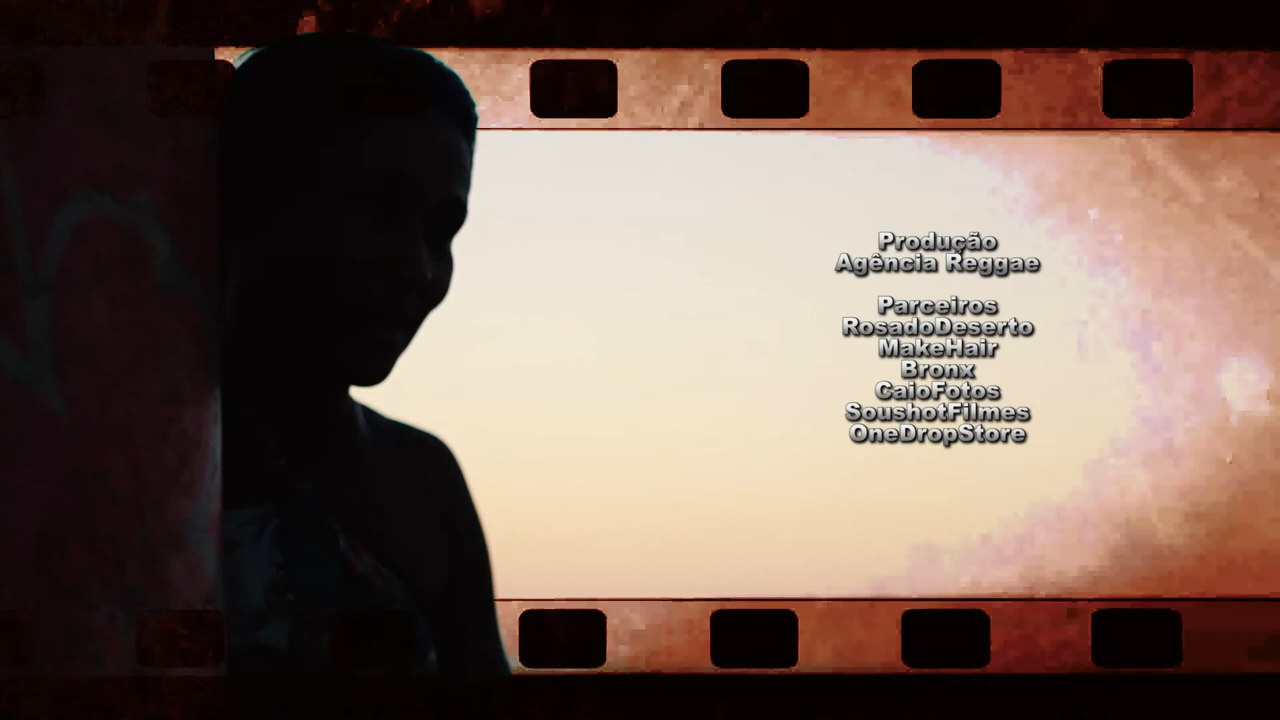 Produção
Agência Reggae
Parceiros
RosadoDeserto
MakeHair
Bronx
CaioFotos
SoushotFilmes
OneDropStore